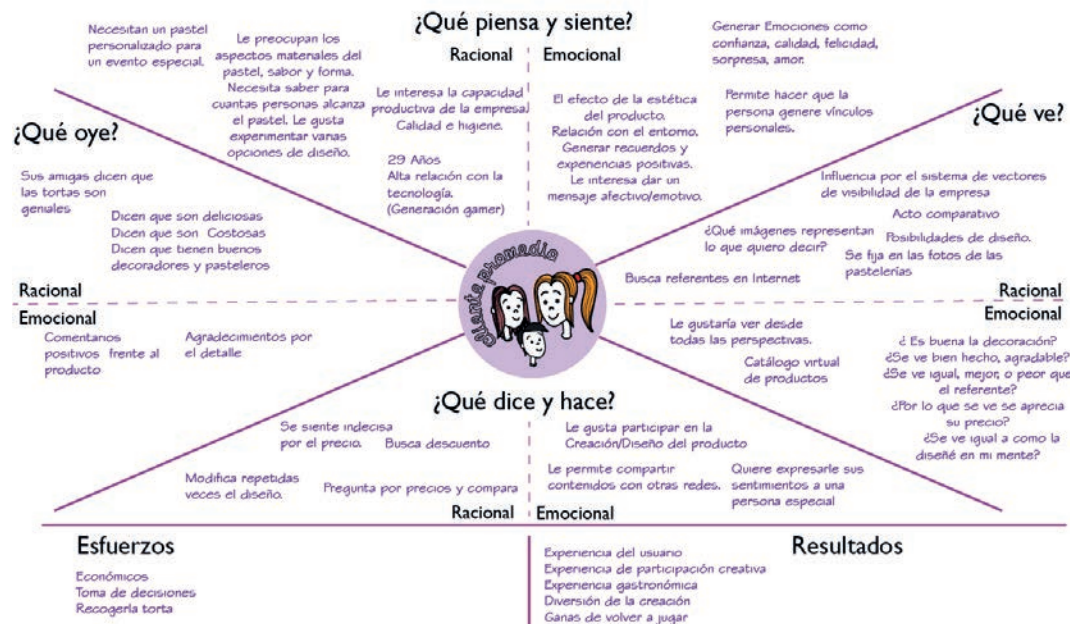 ¿Qué piensa y siente?
Racional
Emocional
Necesitan un pastel
personalizado para
un evento especial.
Le preocupan los
aspectos materiales del
pastel, sabor y forma.
Necesita saber para
cuantas personas alcanza
el pastel. Le gusta
experimentar varias
opciones de diseño.
Le interesa la capacidad
productiva de la empresa.
Calidad e higiene.
29 Años
Alta relación con la
tecnología.
(Generación gamer)
El efecto de la estética
del producto.
Relación con el entorno.
Generar recuerdos y
experiencias positivas.
Le interesa dar un
mensaje afectivo/emotivo.
Generar Emociones como
confianza, calidad, felicidad,
sorpresa, amor.
Permite hacer que la
persona genere vínculos
personales.
¿Qué oye?
Sus amigas dicen que
las tortas son
geniales
Dicen que son deliciosas
Dicen que son Costosas
Dicen que tienen buenos
decoradores y pasteleros
Racional
Emocional
Comentarios
positivos frente al
producto
Agradecimientos por
el detalle
Cliente promedio
¿Qué ve?
Influencia por el sistema de vectores
de visibilidad de la empresa
Acto comparativo
¿Qué imágenes representan
lo que quiero decir?
Posibilidades de diseño.
Se fija en las fotos de las
pastelerías
Busca referentes en Internet
Racional
Emocional
Le gustaría ver desde
todas las perspectivas.
Catálogo virtual
de productos
¿ Es buena la decoración?
¿Se ve bien hecho, agradable?
¿Se ve igual, mejor, o peor que
el referente?
¿Por lo que se ve se aprecia
su precio?
¿Se ve igual a como la
diseñé en mi mente?
¿Qué dice y hace?
Se siente indecisa
por el precio.
Busca descuento
Modifica repetidas
veces el diseño.
Pregunta por precios y compara
Le gusta participar en la
Creación/Diseño del producto
Le permite compartir
contenidos con otras redes.
Quiere expresarle sus
sentimientos a una
persona especial
Racional
Emocional
Esfuerzos
Económicos
Toma de decisiones
Recogerla torta
Resultados
Experiencia del usuario
Experiencia de participación creativa
Experiencia gastronómica
Diversión de la creación
Ganas de volver a jugar